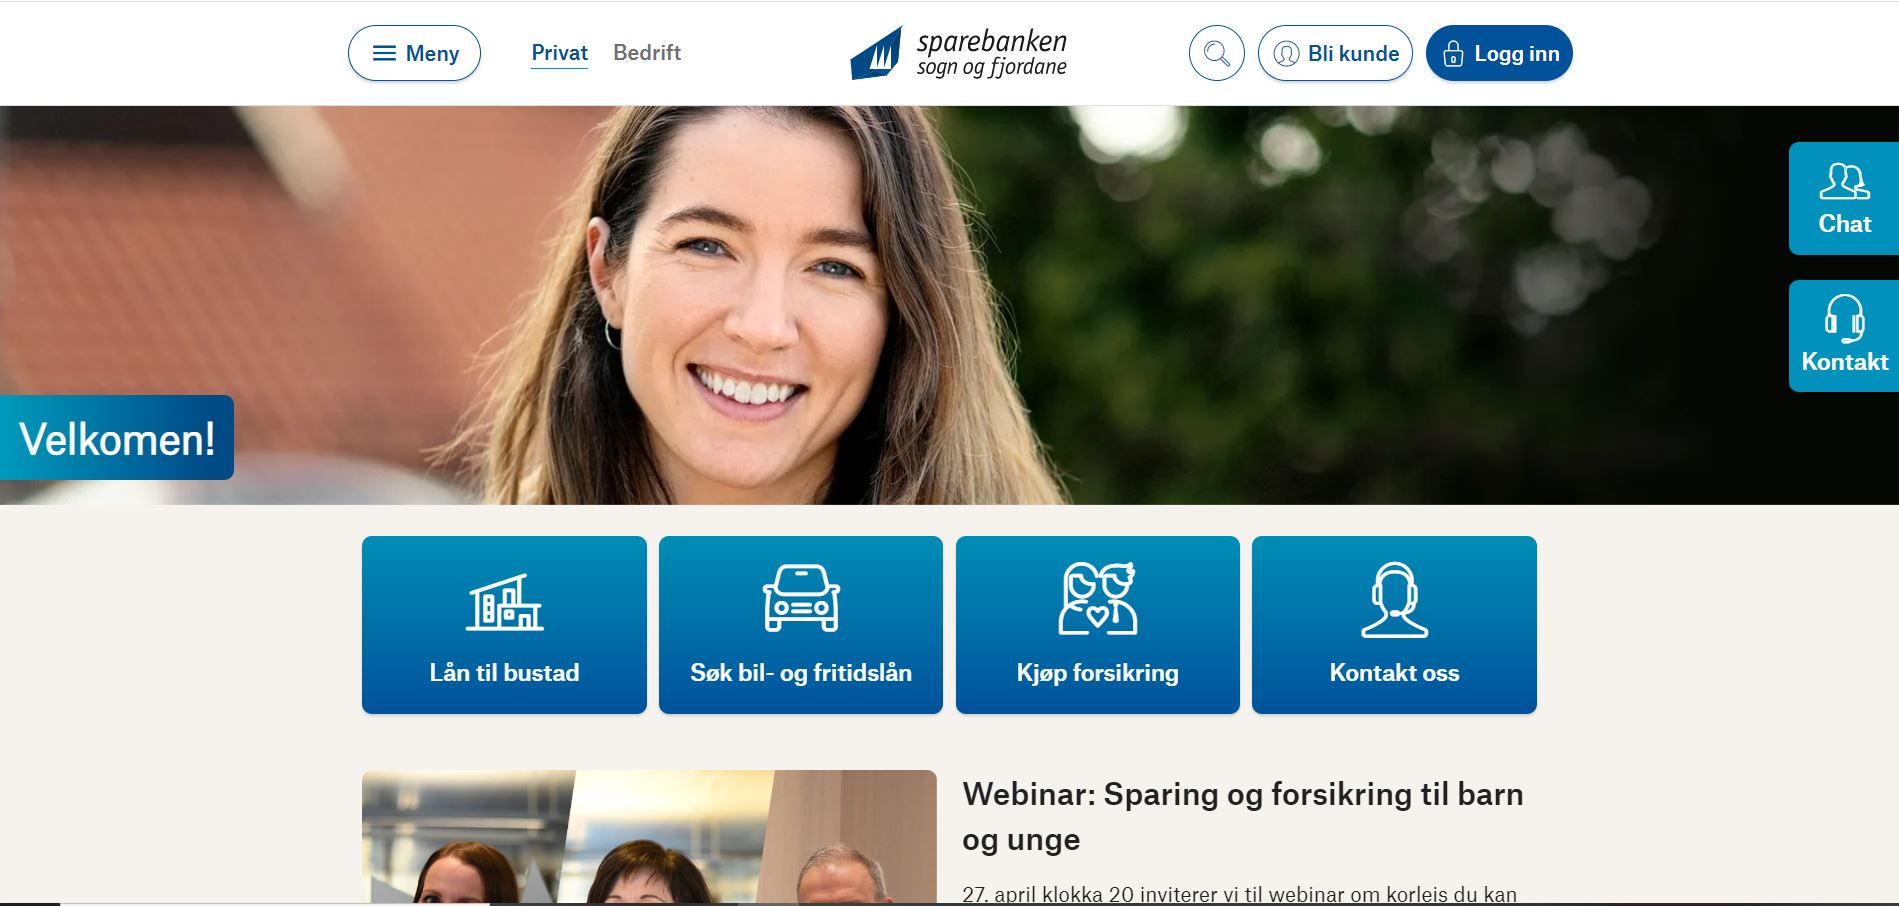 Meny
Privat
Bedrift
sparebanken
sogn og fjordane
Bli kunde
Logg inn
Chat
Kontakt
Velkomen!
Lån til bustad
Søk bil- og fritidslån
Kjøp forsikring
Kontakt oss
Webinar: Sparing og forsikring til barn
og unge
27. april klokka 20 inviterer vi til webinar om korleis du kan